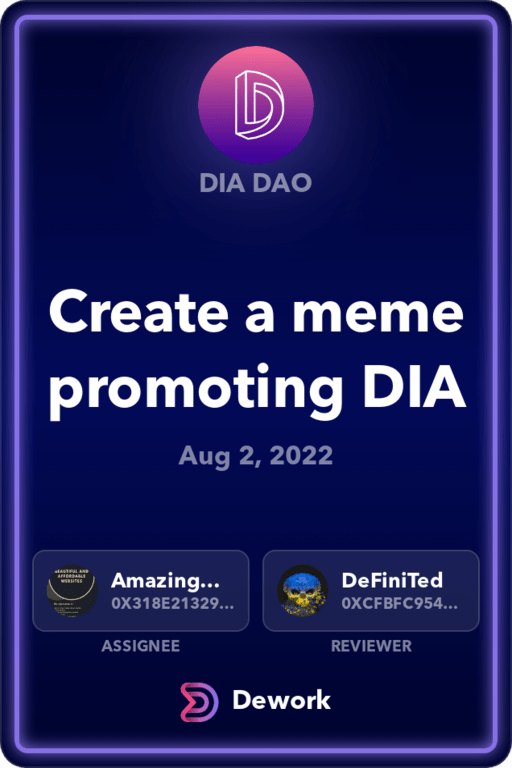 DIA DAO
Create a meme
promoting DIA
Aug 2, 2022
BEAUTIFUL AND
AFFORDABLE
WEBSITES
Amazing...
0X318E21329...
DeFiniTed
0XCFBFC954...
ASSIGNEE
REVIEWER
Dework